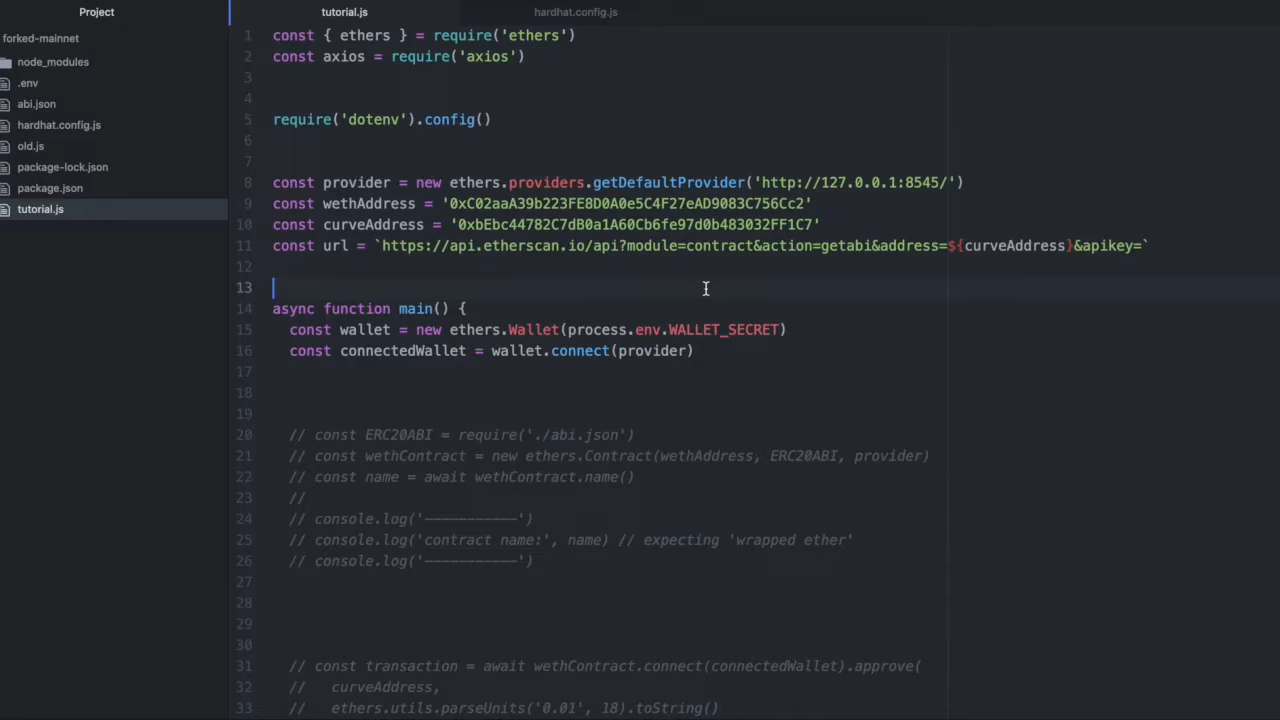 Project
tutorial.js
hardhat.config.js
forked-mainnet
node_modules
.env
abi.json
hardhat.config.js
old.js
package-lock.json
package.json
tutorial.js
1 const { ethers } = require('ethers')
2 const axios = require('axios')
3
4
5 require('dotenv').config()
6
7
8 const provider = new ethers.providers.getDefaultProvider('http://127.0.0.1:8545/')
9 const wethAddress = '0xC02aaA39b223FE8D0A0e5C4F27eAD9083C756Cc2'
10 const curveAddress = '0xbEbc44782C7dB0a1A60Cb6fe97d0b483032FF1C7'
11 const url = `https://api.etherscan.io/api?module=contract&action=getabi&address=${curveAddress}&apikey=`
12
13
14 async function main() {
15   const wallet = new ethers.Wallet(process.env.WALLET_SECRET)
16   const connectedWallet = wallet.connect(provider)
17
18
19
20   // const ERC20ABI = require('./abi.json')
21   // const wethContract = new ethers.Contract(wethAddress, ERC20ABI, provider)
22   // const name = await wethContract.name()
23   //
24   // console.log('———————————')
25   // console.log('contract name:', name) // expecting 'wrapped ether'
26   // console.log('———————————')
27
28
29
30
31   // const transaction = await wethContract.connect(connectedWallet).approve(
32   //   curveAddress,
33   //   ethers.utils.parseUnits('0.01', 18).toString()